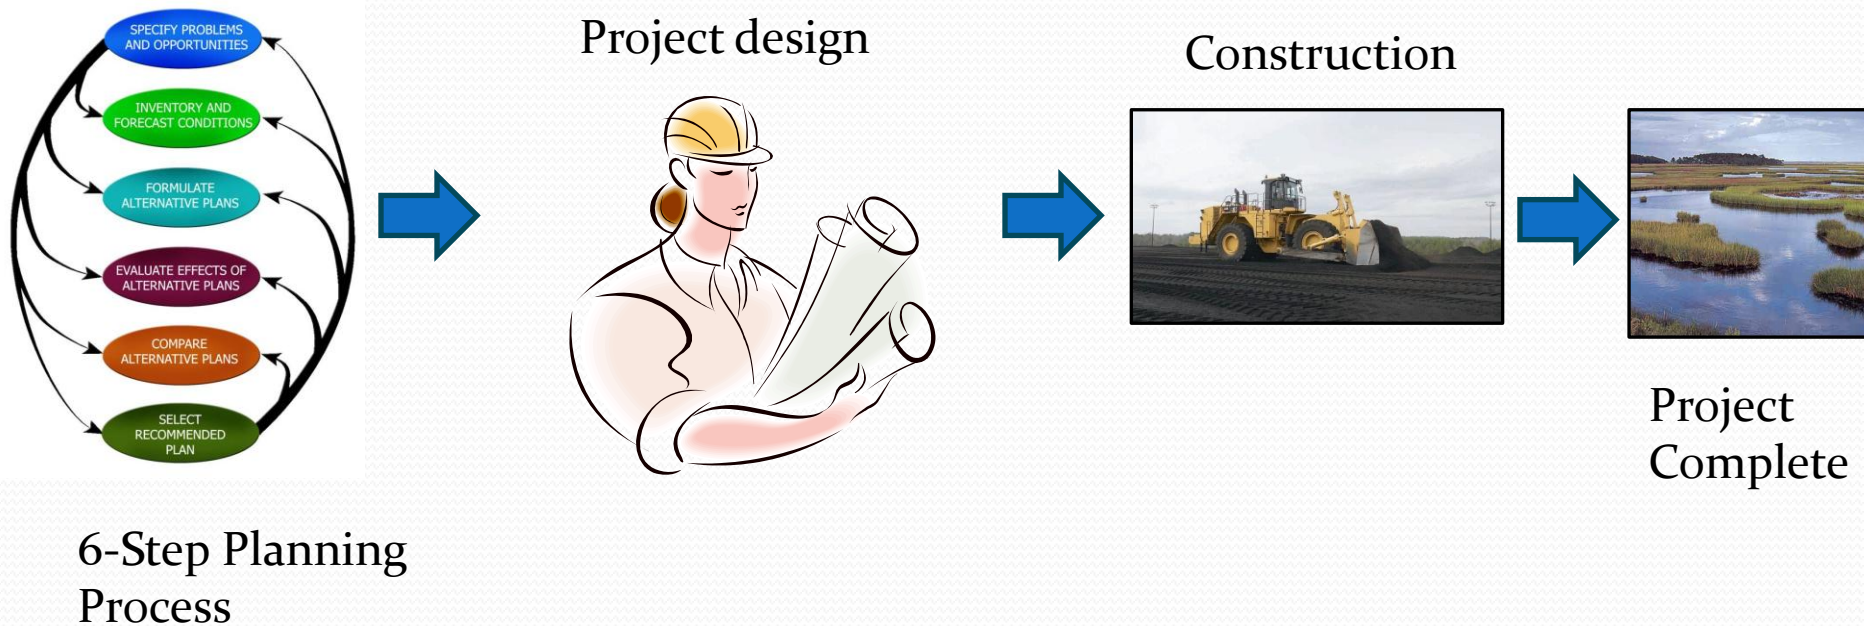 SPECIFY PROBLEMS
AND OPPORTUNITIES
INVENTORY AND
FORECAST CONDITIONS
FORMULATE
ALTERNATIVE PLANS
EVALUATE EFFECTS OF
ALTERNATIVE PLANS
COMPARE
ALTERNATIVE PLANS
SELECT
RECOMMENDED
PLAN
6-Step Planning
Process
Project design
Construction
Project
Complete